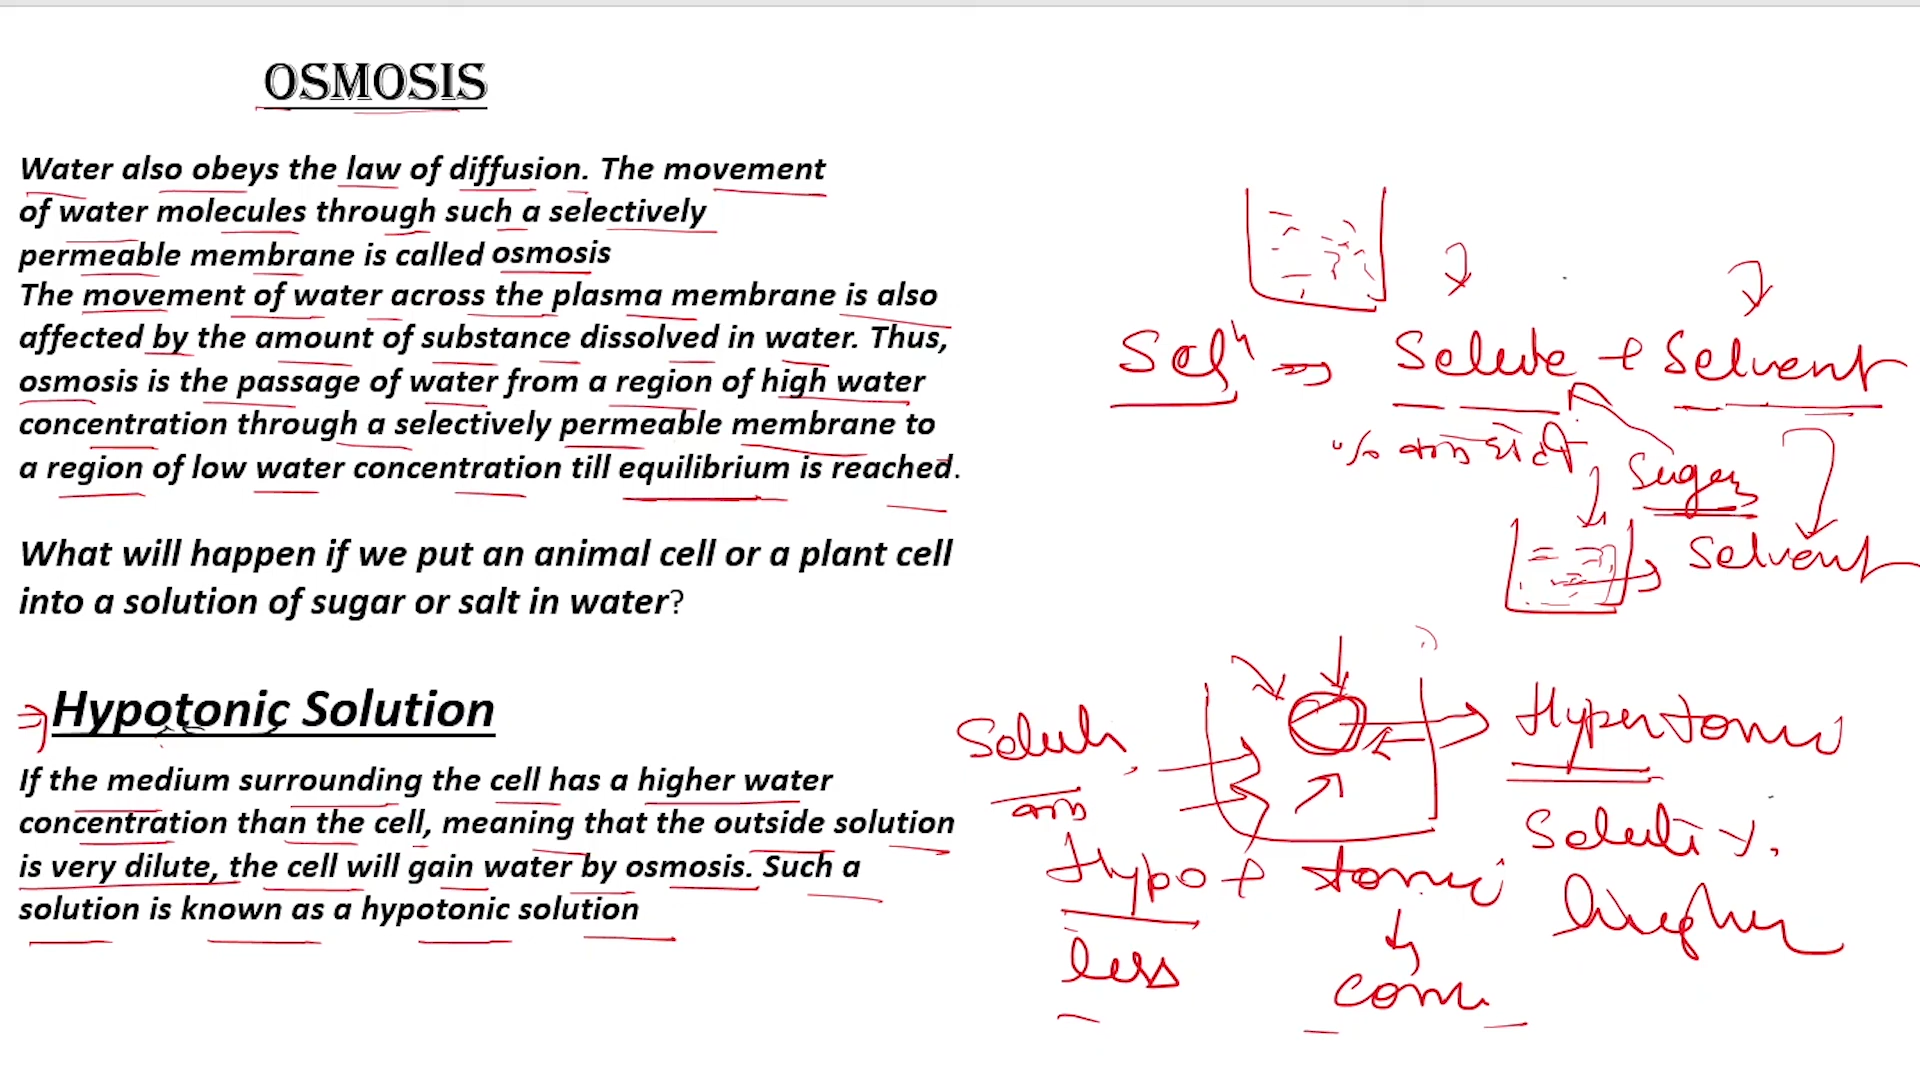 OSMOSIS
Water also obeys the law of diffusion. The movement
of water molecules through such a selectively
permeable membrane is called osmosis
The movement of water across the plasma membrane is also
affected by the amount of substance dissolved in water. Thus,
osmosis is the passage of water from a region of high water
concentration through a selectively permeable membrane to
a region of low water concentration till equilibrium is reached.
What will happen if we put an animal cell or a plant cell
into a solution of sugar or salt in water?
Hypotonic Solution
If the medium surrounding the cell has a higher water
concentration than the cell, meaning that the outside solution
is very dilute, the cell will gain water by osmosis. Such a
solution is known as a hypotonic solution
Solute + Solvent
Sugar
Solvent
Hypertonic
Hypo + tonic
higher
less